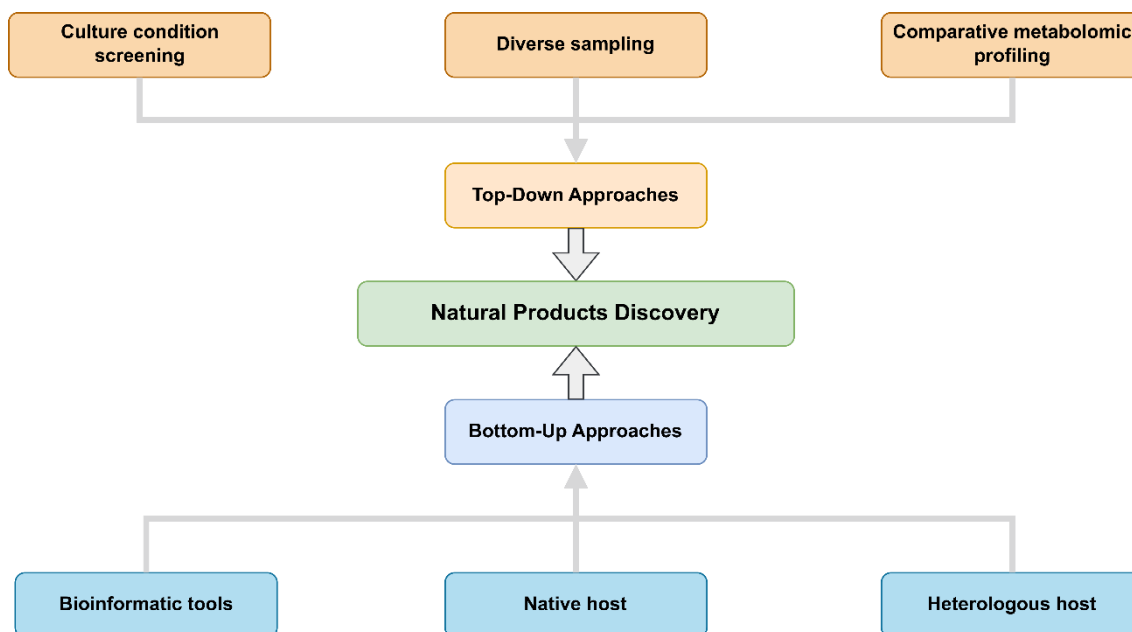 Culture condition
screening
Diverse sampling
Comparative metabolomic
profiling
Top-Down Approaches
Natural Products Discovery
Bottom-Up Approaches
Bioinformatic tools
Native host
Heterologous host